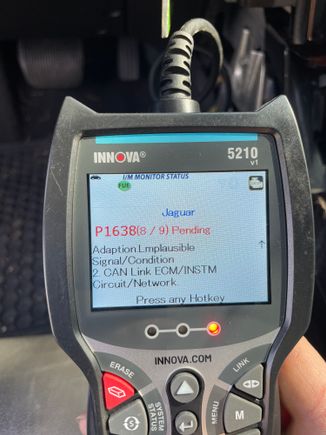 INNOVA®
5210
v1
I/M MONITOR STATUS
FUE
Jaguar
P1638(8 / 9) Pending
Adaption.Lmplausible
Signal/Condition
2. CAN Link ECM/INSTM
Circuit/Network.
Press any Hotkey
INNOVA.COM
ERASE
LINK
SYSTEM
STATUS
MENU
M